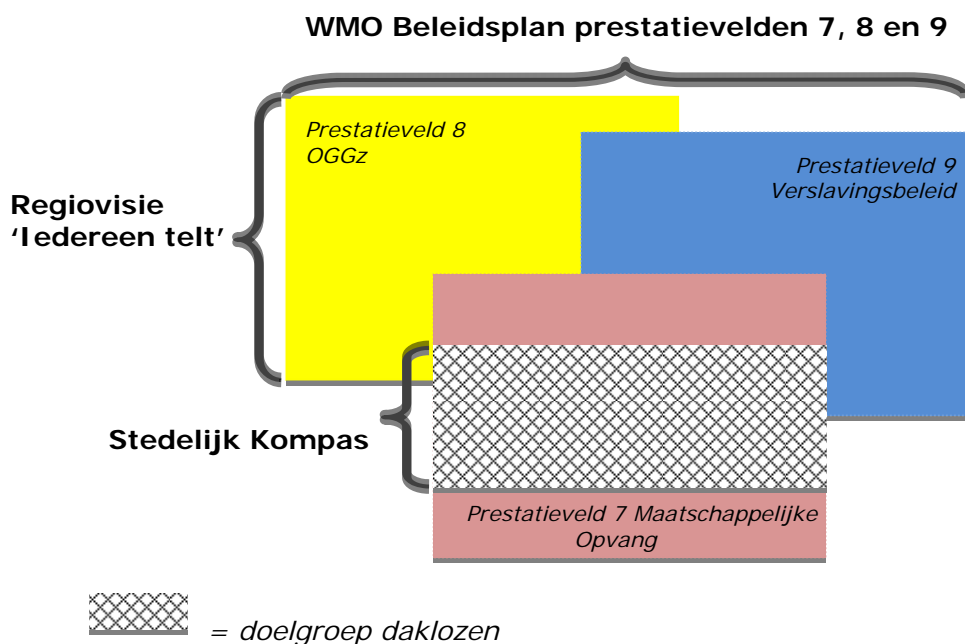 WMO Beleidsplan prestatievelden 7, 8 en 9
Prestatieveld 8
OGGz
Prestatieveld 9
Verslavingsbeleid
Regiovisie
‘Iedereen telt’
Stedelijk Kompas
Prestatieveld 7 Maatschappelijke
Opvang
= doelgroep daklozen